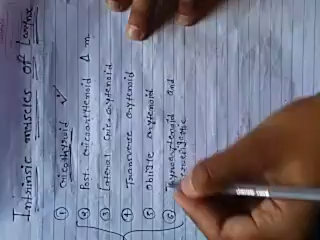 Intrinsic muscles of Larynx
① cricothyroid ✓
② Post. cricoarytenoid Δ m
③ Lateral Cricoarytenoid
④ Transverse arytenoid
⑤ Oblique arytenoid
⑥ Thyroarytenoid and